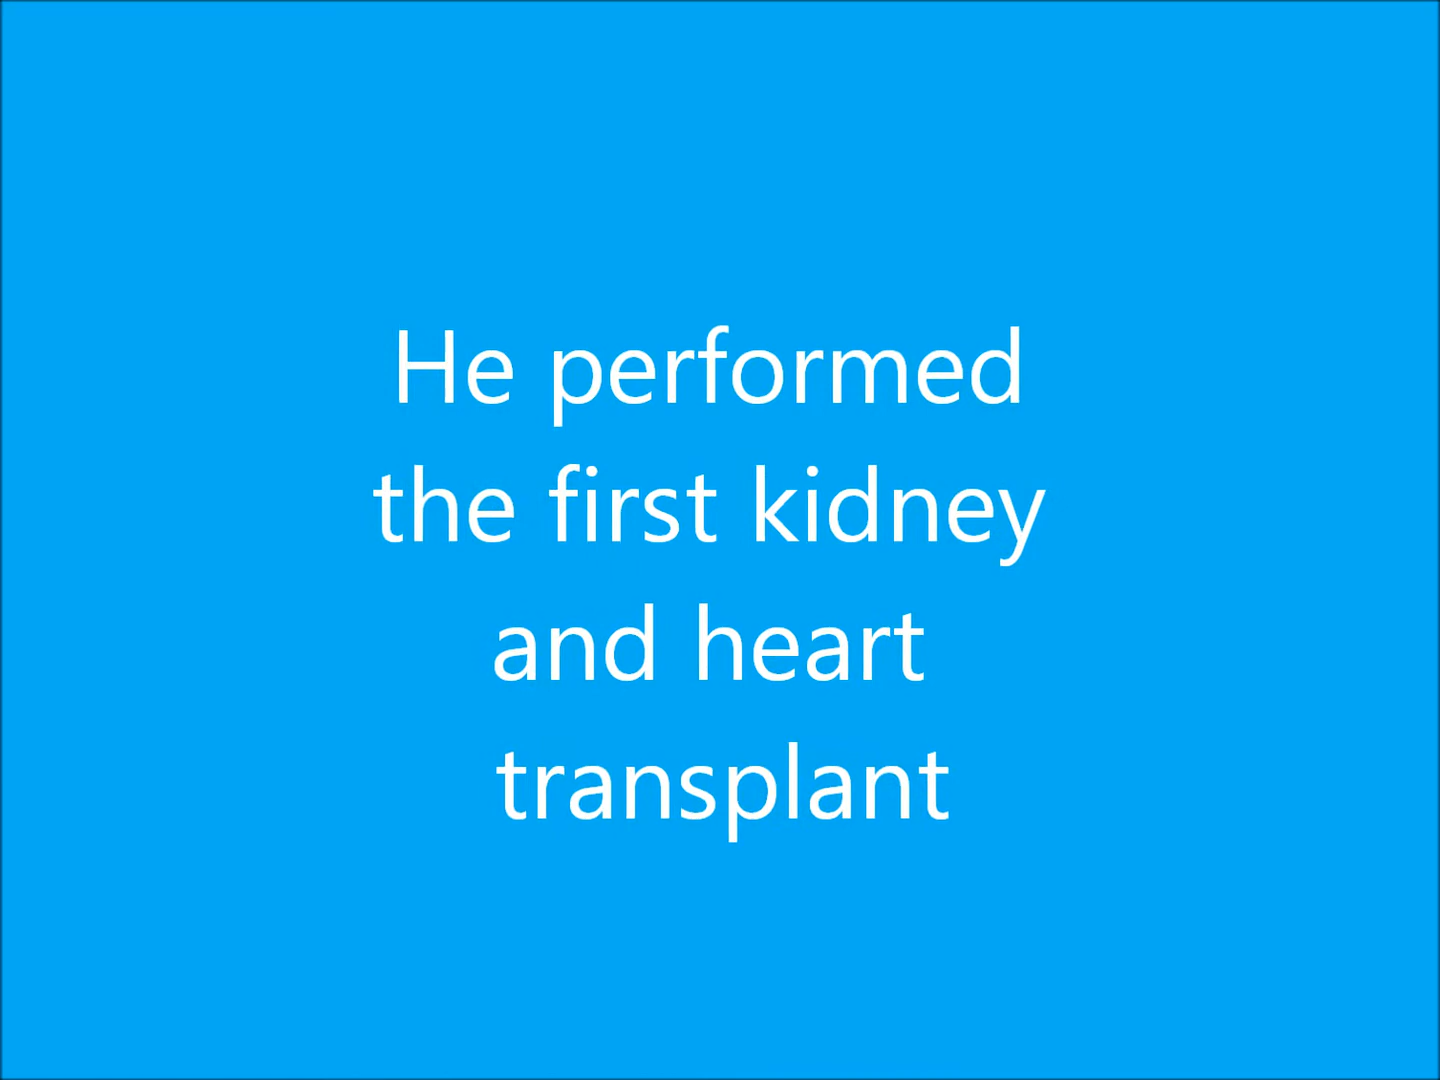 He performed
the first kidney
and heart
transplant